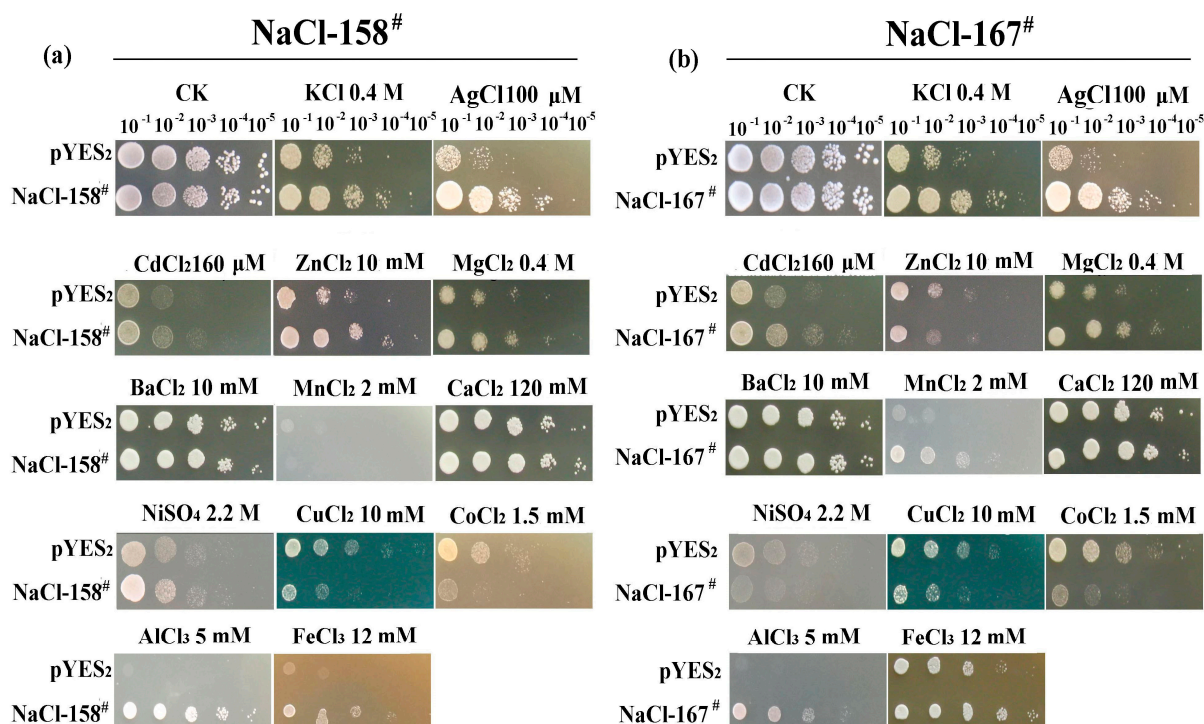 NaCl-158#
(a)
CK KCl 0.4 M AgCl100 μM
10-1 10-2 10-3 10-4 10-5 10-1 10-2 10-3 10-4 10-5 10-1 10-2 10-3 10-4 10-5
pYES2
NaCl-158#
CdCl2160 μM ZnCl2 10 mM MgCl2 0.4 M
pYES2
NaCl-158#
BaCl2 10 mM MnCl2 2 mM CaCl2 120 mM
pYES2
NaCl-158#
NiSO4 2.2 M CuCl2 10 mM CoCl2 1.5 mM
pYES2
NaCl-158#
AlCl3 5 mM FeCl3 12 mM
pYES2
NaCl-158#
NaCl-167#
(b)
CK KCl 0.4 M AgCl100 μM
10-1 10-2 10-3 10-4 10-5 10-1 10-2 10-3 10-4 10-5 10-1 10-2 10-3 10-4 10-5
pYES2
NaCl-167#
CdCl2160 μM ZnCl2 10 mM MgCl2 0.4 M
pYES2
NaCl-167#
BaCl2 10 mM MnCl2 2 mM CaCl2 120 mM
pYES2
NaCl-167#
NiSO4 2.2 M CuCl2 10 mM CoCl2 1.5 mM
pYES2
NaCl-167#
AlCl3 5 mM FeCl3 12 mM
pYES2
NaCl-167#